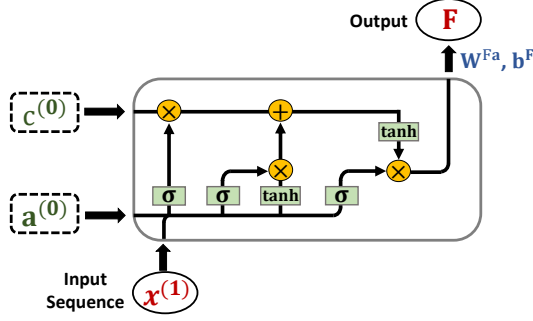 Output F
W^{Fa}, b^{F}
c^{(0)}
× +
tanh
σ σ × σ ×
tanh
a^{(0)}
Input
Sequence
x^{(1)}